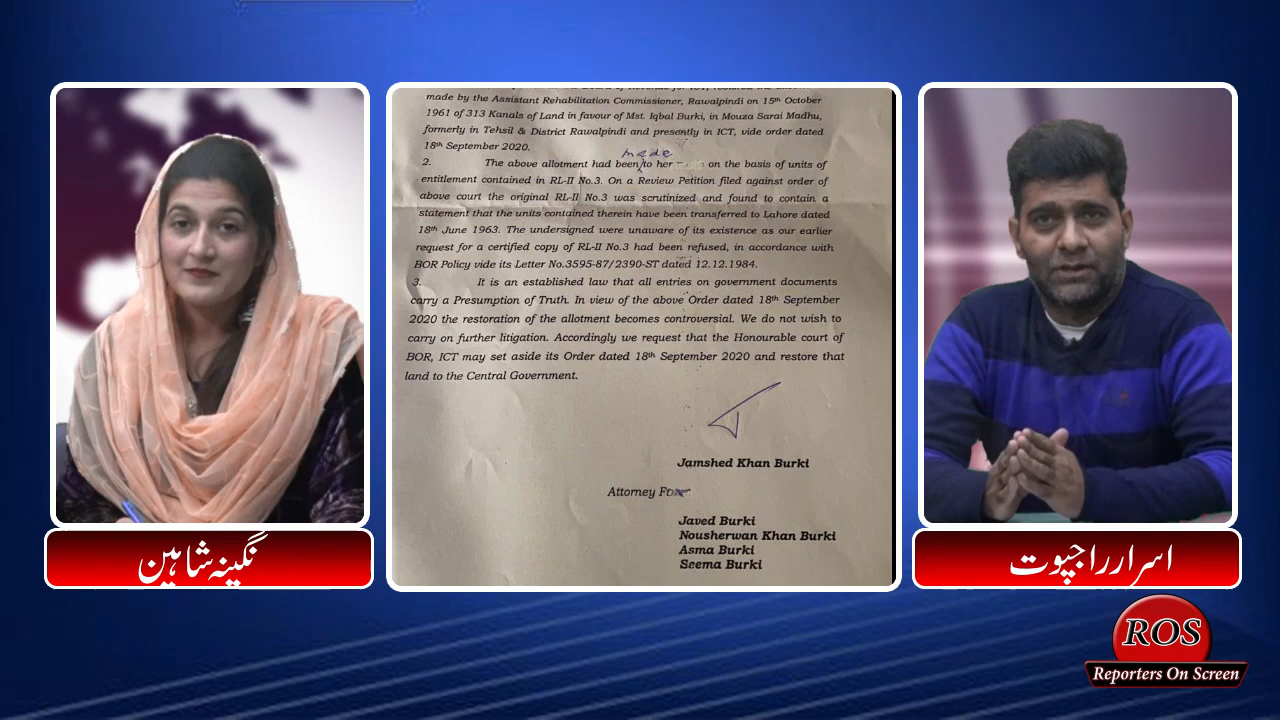 made by the Assistant Rehabilitation Commissioner, Rawalpindi on 15th October
1961 of 313 Kanals of Land in favour of Mst. Iqbal Burki, in Mouza Sarai Madhu,
formerly in Tehsil & District Rawalpindi and presently in ICT, vide order dated
18th September 2020.
made
2. The above allotment had been to her on the basis of units of
entitlement contained in RL-II No.3. On a Review Petition filed against order of
above court the original RL-II No.3 was scrutinized and found to contain a
statement that the units contained therein have been transferred to Lahore dated
18th June 1963. The undersigned were unaware of its existence as our earlier
request for a certified copy of RL-II No.3 had been refused, in accordance with
BOR Policy vide its Letter No.3595-87/2390-ST dated 12.12.1984.
3. It is an established law that all entries on government documents
carry a Presumption of Truth. In view of the above Order dated 18th September
2020 the restoration of the allotment becomes controversial. We do not wish to
carry on further litigation. Accordingly we request that the Honourable court of
BOR, ICT may set aside its Order dated 18th September 2020 and restore that
land to the Central Government.
Jamshed Khan Burki
Attorney For
Javed Burki
Nousherwan Khan Burki
Asma Burki
Seema Burki
نگینہ شاہین
اسرار راجپوت
ROS
Reporters On Screen